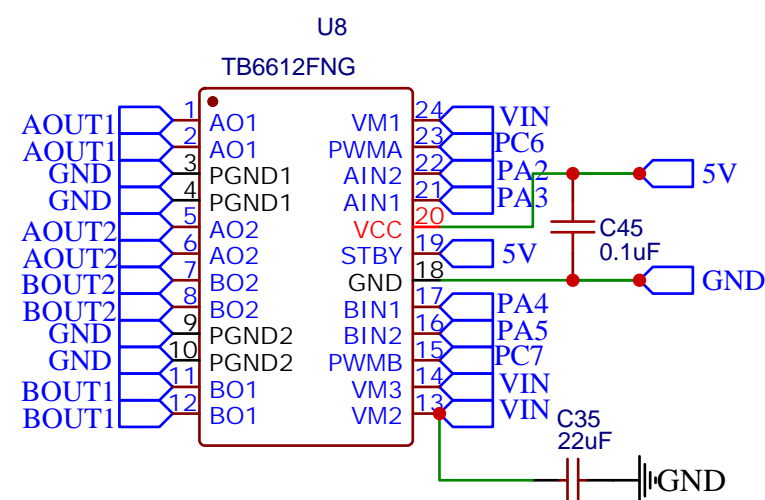 U8
TB6612FNG
AOUT1 1 AO1 VM1 24 VIN
AOUT1 2 AO1 PWMA 23 PC6
GND 3 PGND1 AIN2 22 PA2
GND 4 PGND1 AIN1 21 PA3
5V
AOUT2 5 AO2 VCC 20
C45
0.1uF
AOUT2 6 AO2 STBY 19 5V
BOUT2 7 BO2 GND 18 GND
BOUT2 8 BO2 BIN1 17 PA4
GND 9 PGND2 BIN2 16 PA5
GND 10 PGND2 PWMB 15 PC7
BOUT1 11 BO1 VM3 14 VIN
BOUT1 12 BO1 VM2 13 VIN
C35
22uF
GND